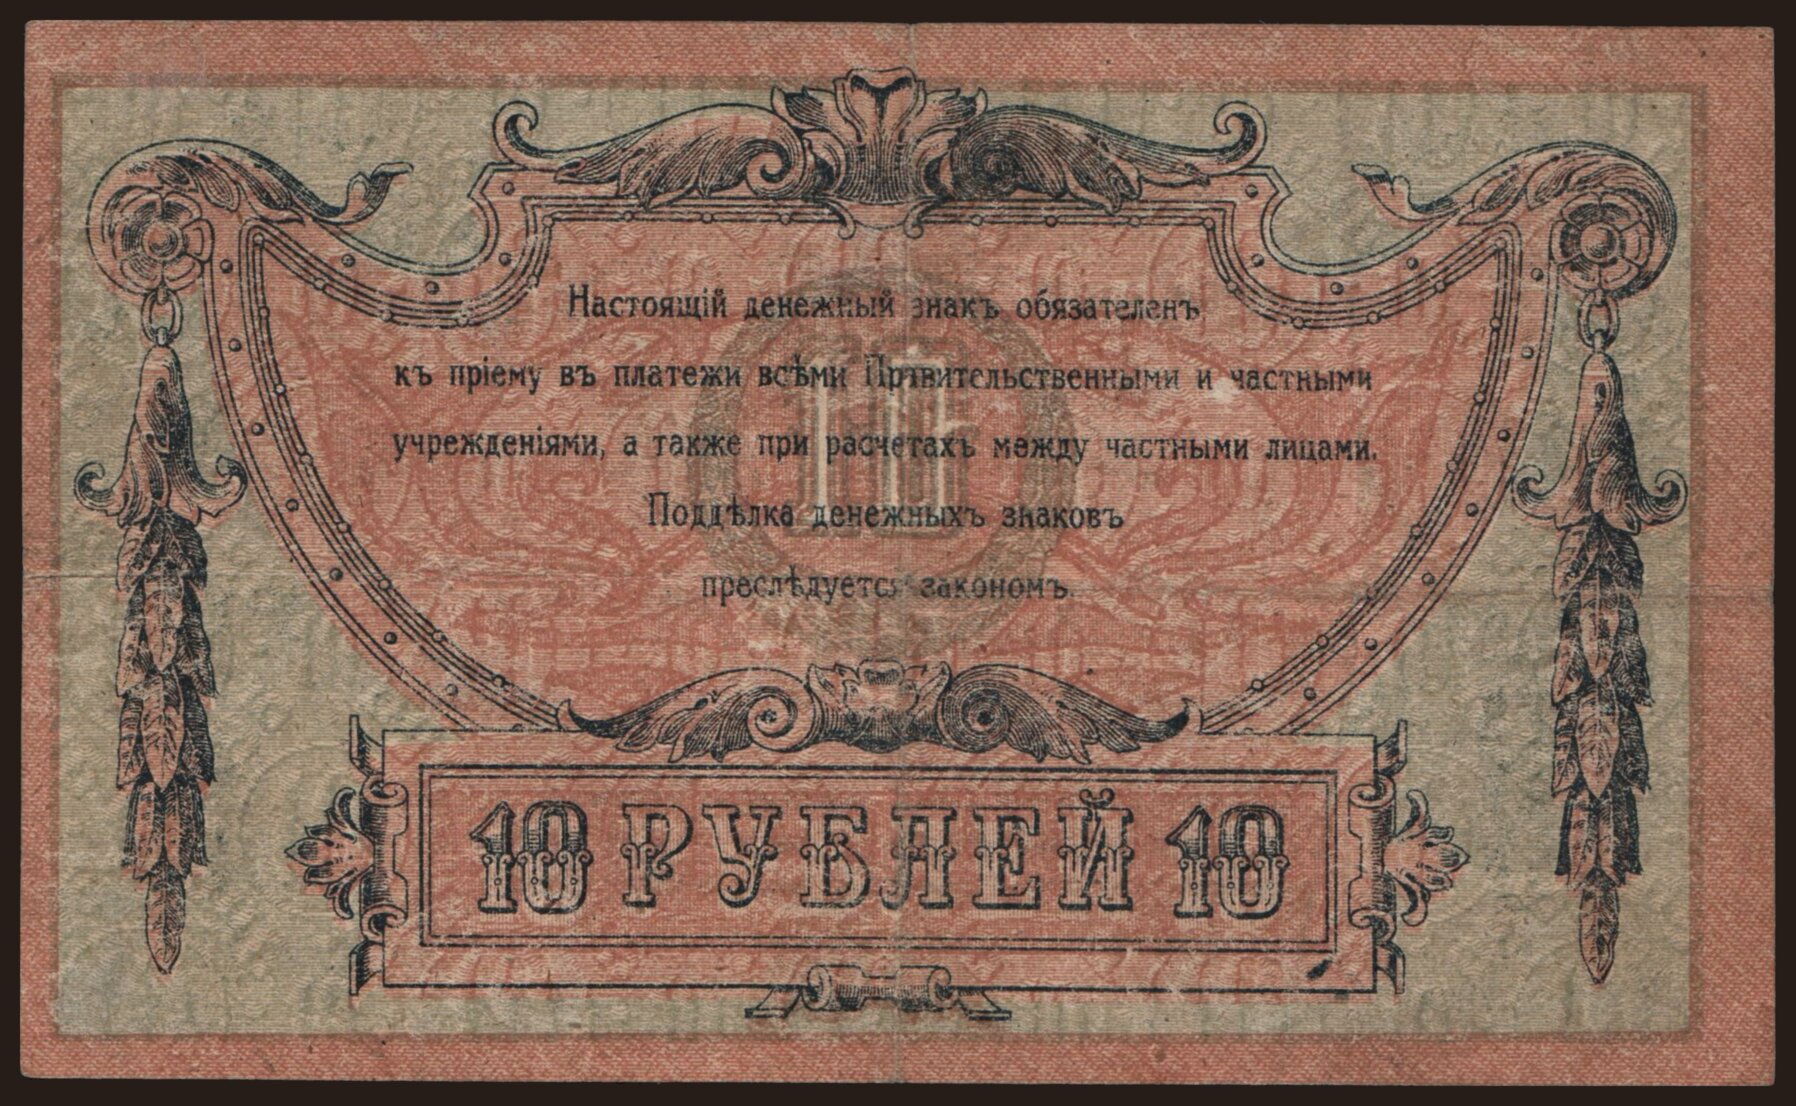 Настоящій денежный знакъ обязателенъ
къ пріему въ платежи всѣми Правительственными и частными
учрежденіями, а также при расчетахъ между частными лицами.
10
Поддѣлка денежныхъ знаковъ
преслѣдуется закономъ.
10 РУБЛЕЙ 10